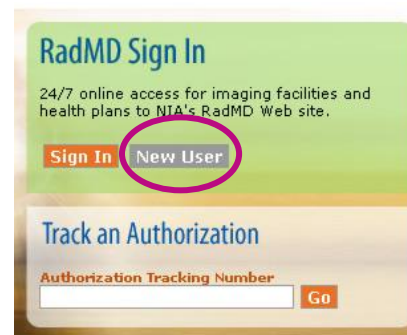 RadMD Sign In
24/7 online access for imaging facilities and
health plans to NIA's RadMD Web site.
Sign In New User
Track an Authorization
Authorization Tracking Number
Go